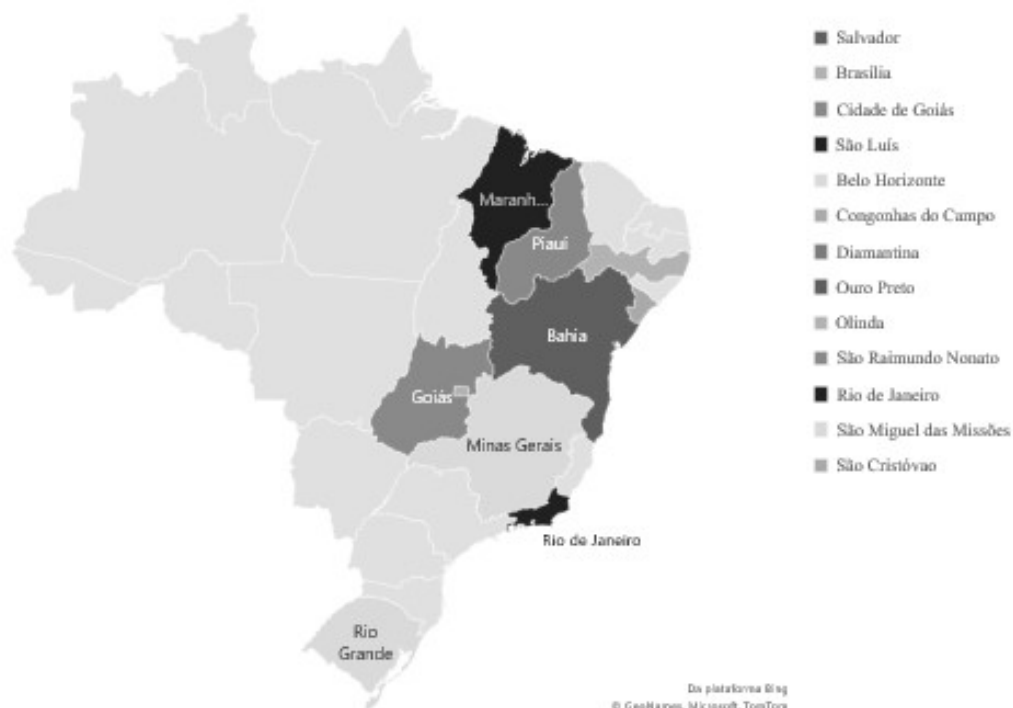 Salvador
Brasília
Cidade de Goiás
São Luís
Belo Horizonte
Congonhas do Campo
Diamantina
Ouro Preto
Olinda
São Raimundo Nonato
Rio de Janeiro
São Miguel das Missões
São Cristóvao
Maranh...
Piauí
Bahia
Goiás
Minas Gerais
Rio de Janeiro
Rio
Grande
Da plataforma Bing
© GeoNames, Microsoft, TomTom